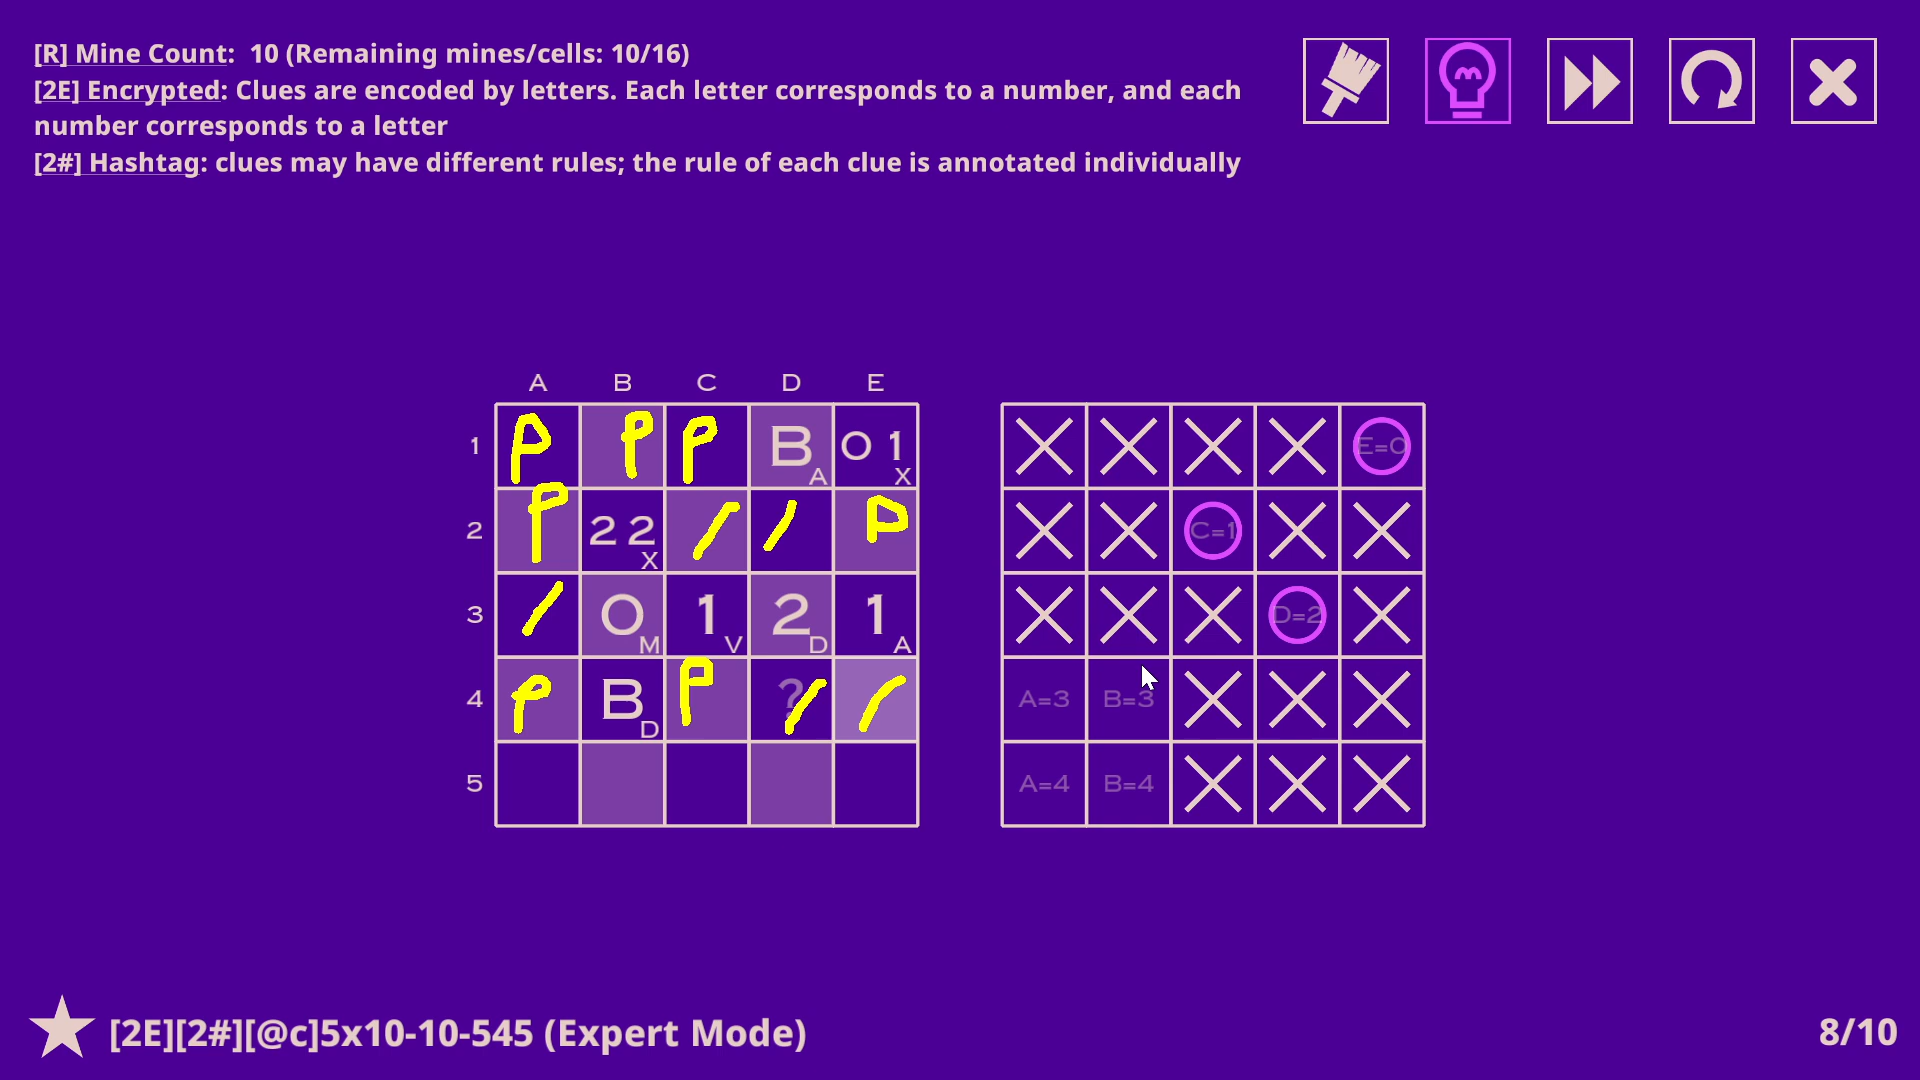 [R] Mine Count: 10 (Remaining mines/cells: 10/16)
[2E] Encrypted: Clues are encoded by letters. Each letter corresponds to a number, and each
number corresponds to a letter
[2#] Hashtag: clues may have different rules; the rule of each clue is annotated individually
A B C D E
1 P P P B A 0 1 X E=0
2 P 2 2 X / / P C=1
3 / 0 M 1 V 2 D 1 A D=2
4 P B D P ? / / A=3 B=3
5 A=4 B=4
[2E][2#][@c]5x10-10-545 (Expert Mode) 8/10